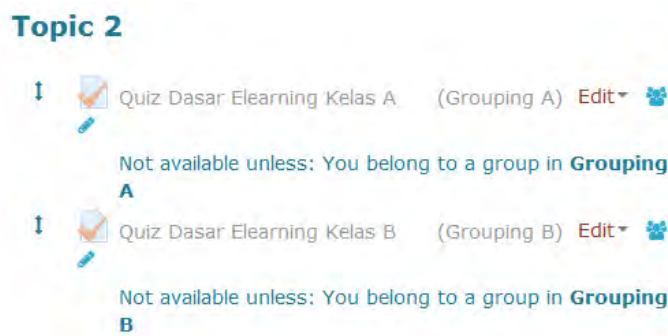 Topic 2
Quiz Dasar Elearning Kelas A (Grouping A) Edit
Not available unless: You belong to a group in Grouping
A
Quiz Dasar Elearning Kelas B (Grouping B) Edit
Not available unless: You belong to a group in Grouping
B